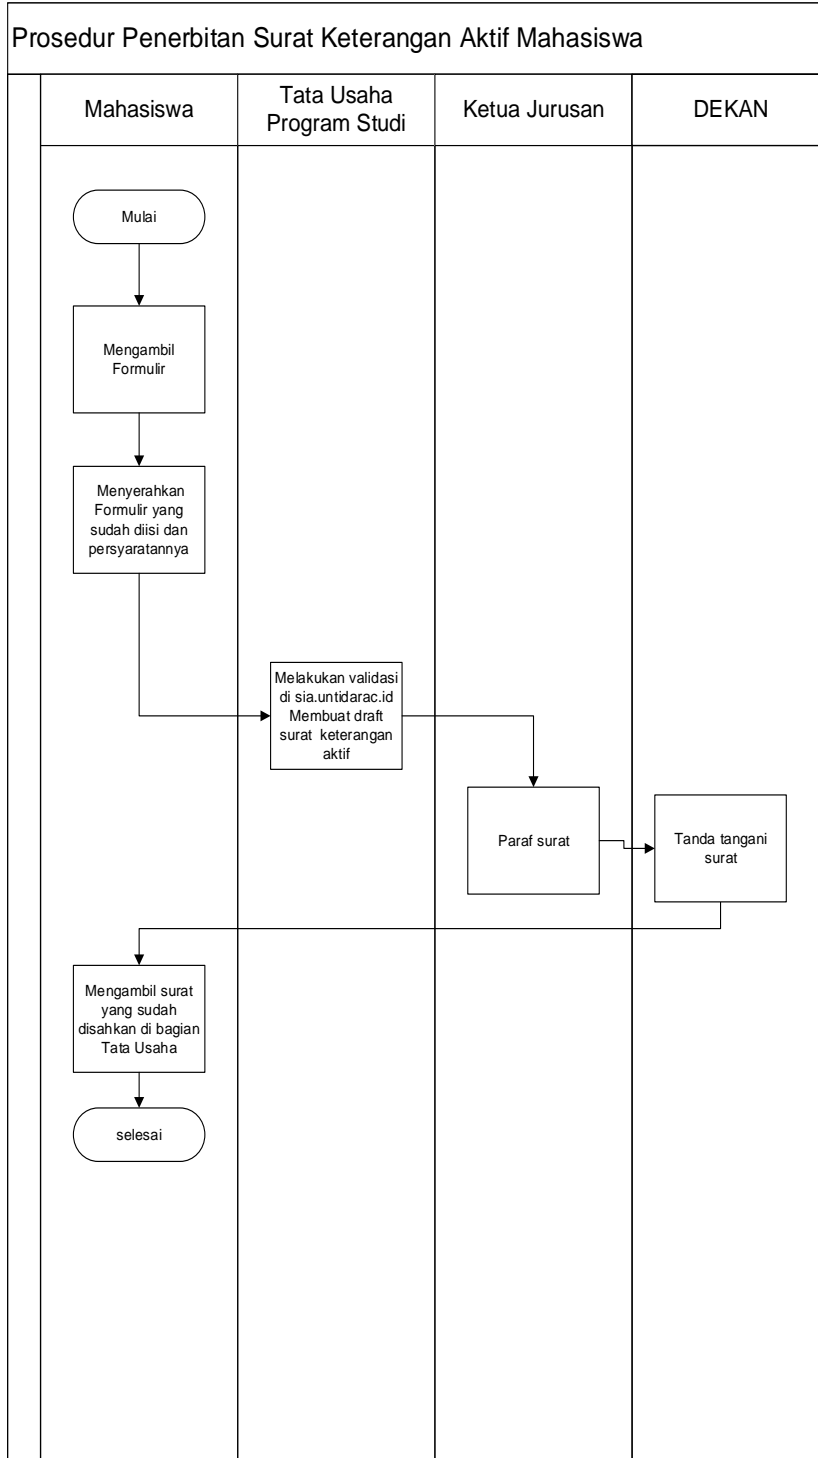 Prosedur Penerbitan Surat Keterangan Aktif Mahasiswa
Mahasiswa
Tata Usaha
Program Studi
Ketua Jurusan
DEKAN
Mulai
Mengambil
Formulir
Menyerahkan
Formulir yang
sudah diisi dan
persyaratannya
Melakukan validasi
di sia.untidarac.id
Membuat draft
surat keterangan
aktif
Paraf surat
Tanda tangani
surat
Mengambil surat
yang sudah
disahkan di bagian
Tata Usaha
selesai